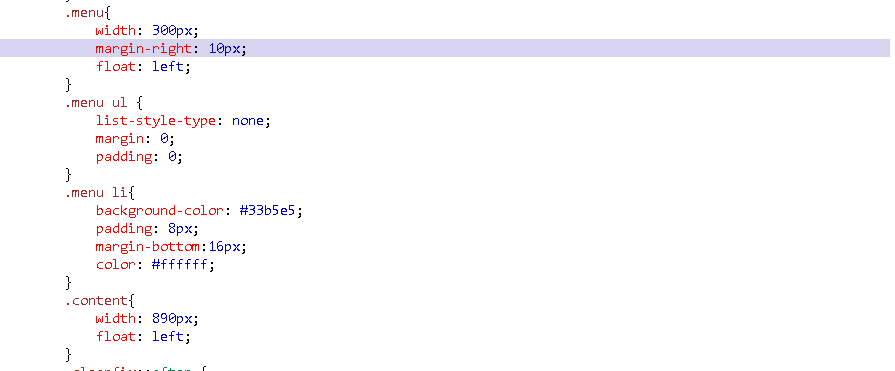 .menu{
width: 300px;
margin-right: 10px;
float: left;
}
.menu ul {
list-style-type: none;
margin: 0;
padding: 0;
}
.menu li{
background-color: #33b5e5;
padding: 8px;
margin-bottom:16px;
color: #ffffff;
}
.content{
width: 890px;
float: left;
}